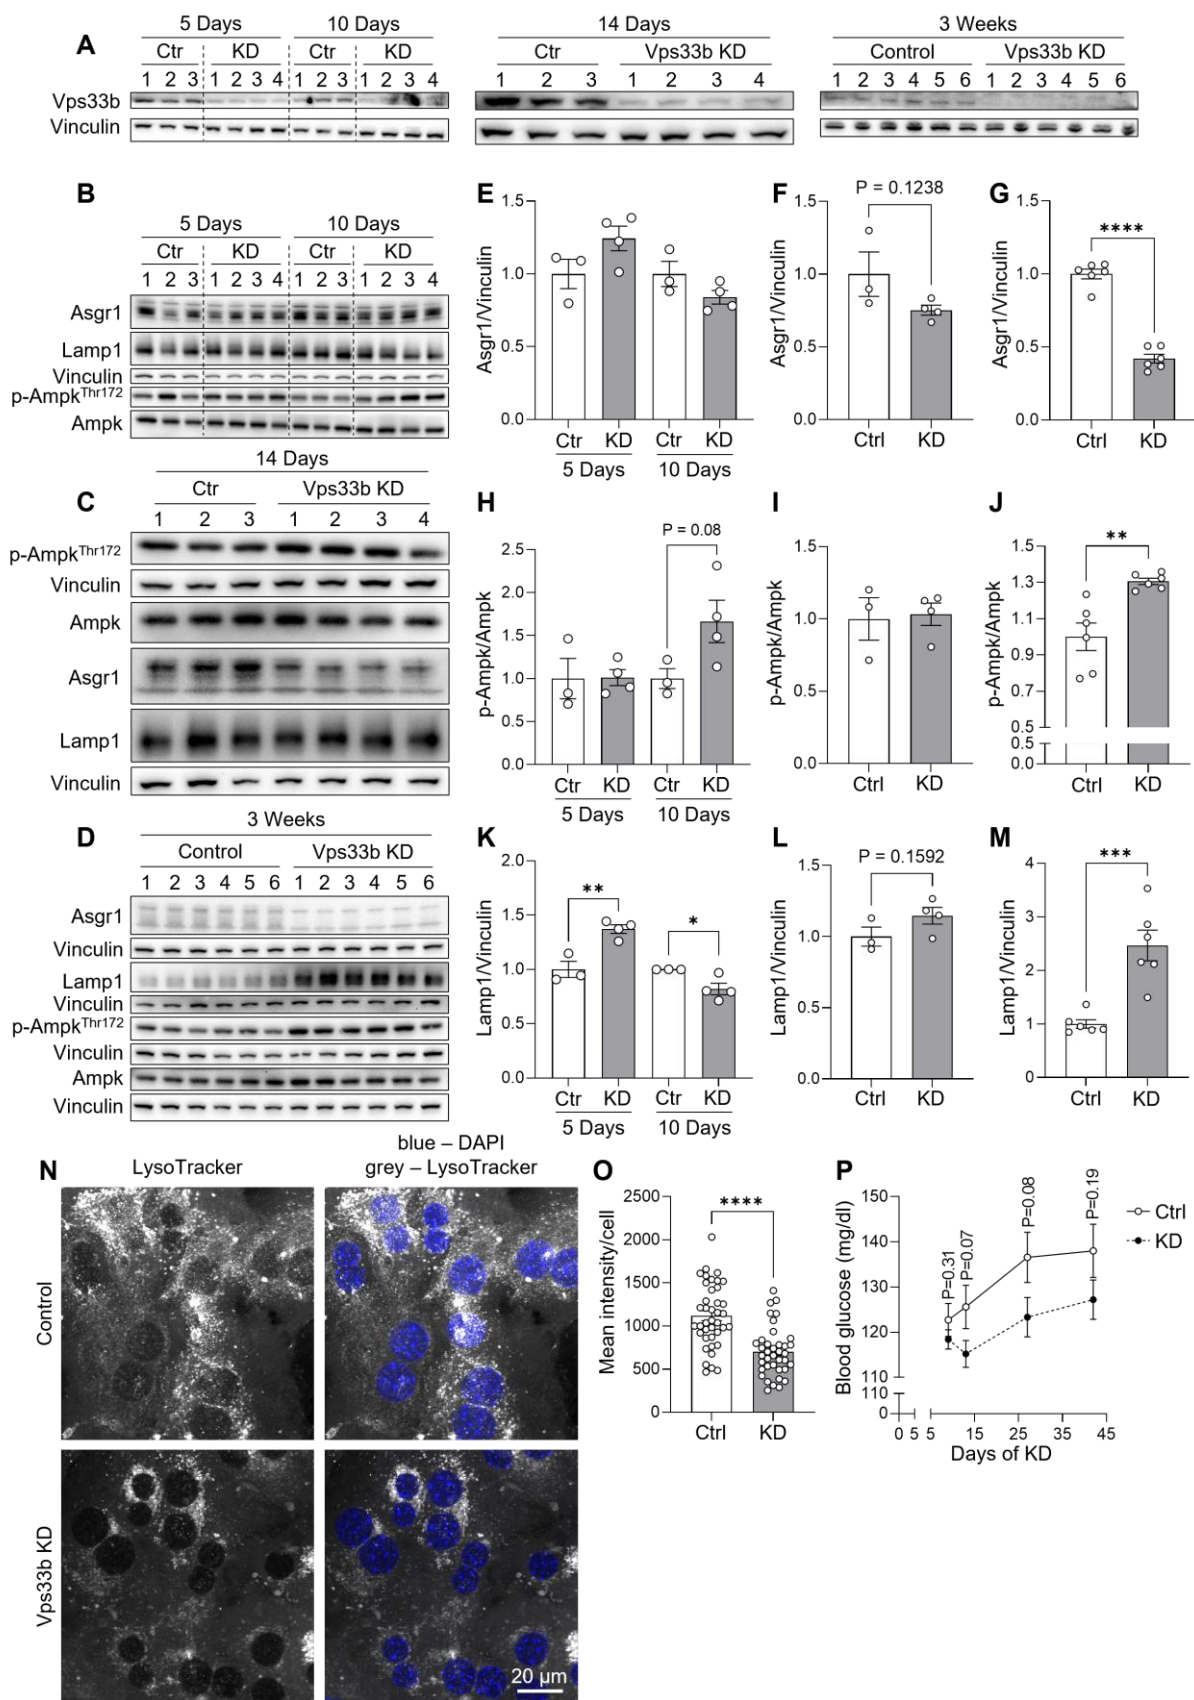 A
5 Days 10 Days
Ctr KD Ctr KD
1 2 3 1 2 3 4 1 2 3 1 2 3 4
Vps33b
Vinculin
14 Days
Ctr Vps33b KD
1 2 3 1 2 3 4
3 Weeks
Control Vps33b KD
1 2 3 4 5 6 1 2 3 4 5 6
B
5 Days 10 Days
Ctr KD Ctr KD
1 2 3 1 2 3 4 1 2 3 1 2 3 4
Asgr1
Lamp1
Vinculin
p-AmpkThr172
Ampk
E
Asgr1/Vinculin
1.5
1.0
0.5
0.0
Ctr KD Ctr KD
5 Days 10 Days
F
P = 0.1238
Asgr1/Vinculin
1.5
1.0
0.5
0.0
Ctrl KD
G
****
Asgr1/Vinculin
1.5
1.0
0.5
0.0
Ctrl KD
C
14 Days
Ctr Vps33b KD
1 2 3 1 2 3 4
p-AmpkThr172
Vinculin
Ampk
Asgr1
Lamp1
Vinculin
H
P = 0.08
p-Ampk/Ampk
2.5
2.0
1.5
1.0
0.5
0.0
Ctr KD Ctr KD
5 Days 10 Days
I
p-Ampk/Ampk
1.5
1.0
0.5
0.0
Ctrl KD
J
**
p-Ampk/Ampk
1.5
1.3
1.0
0.9
0.5
0.5
0.0
Ctrl KD
D
3 Weeks
Control Vps33b KD
1 2 3 4 5 6 1 2 3 4 5 6
Asgr1
Vinculin
Lamp1
Vinculin
p-AmpkThr172
Vinculin
Ampk
Vinculin
K
** *
Lamp1/Vinculin
2.0
1.5
1.0
0.5
0.0
Ctr KD Ctr KD
5 Days 10 Days
L
P = 0.1592
Lamp1/Vinculin
1.5
1.0
0.5
0.0
Ctrl KD
M
***
Lamp1/Vinculin
4
3
2
1
0
Ctrl KD
N
LysoTracker
blue – DAPI
grey – LysoTracker
Control
Vps33b KD
20 µm
O
****
Mean intensity/cell
2500
2000
1500
1000
500
0
Ctrl KD
P
Blood glucose (mg/dl)
150
140
130
120
110
110
0
P=0.31
P=0.07
P=0.08
P=0.19
Ctrl
KD
0 5 5 15 25 35 45
Days of KD